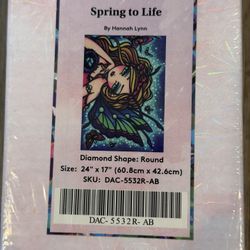 Spring to Life
By Hannah Lynn
Diamond Shape: Round
Size: 24" x 17" (60.8cm x 42.6cm)
SKU: DAC-5532R-AB
DAC- 5532R- AB